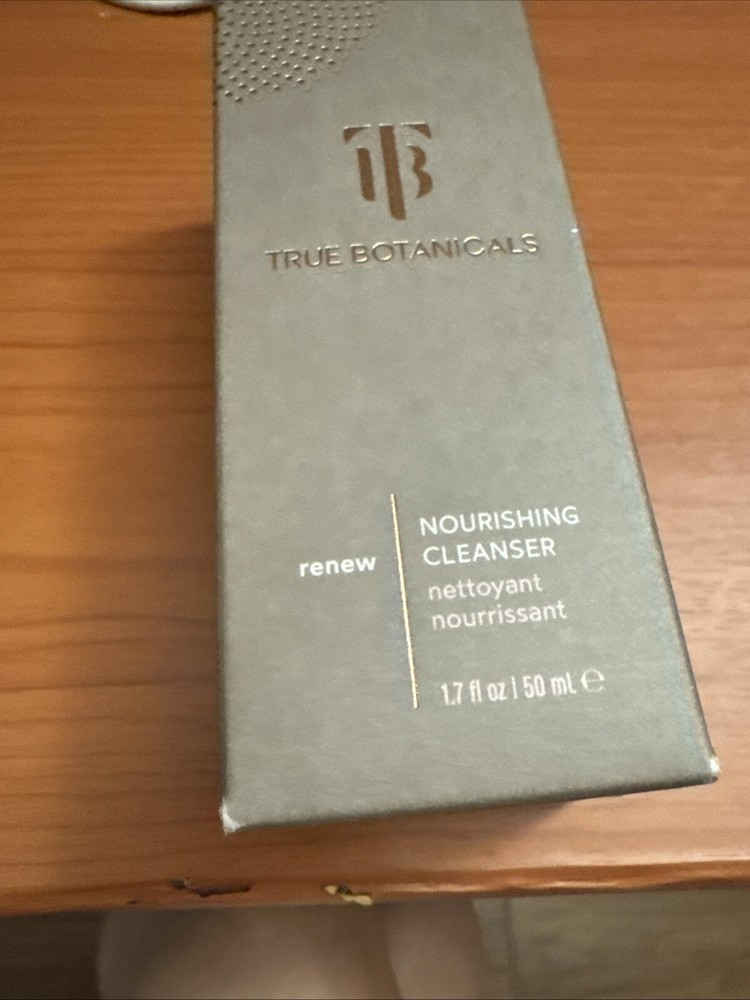 TB
TRUE BOTANICALS
renew
NOURISHING
CLEANSER
nettoyant
nourrissant
1.7 fl oz | 50 mL ℮